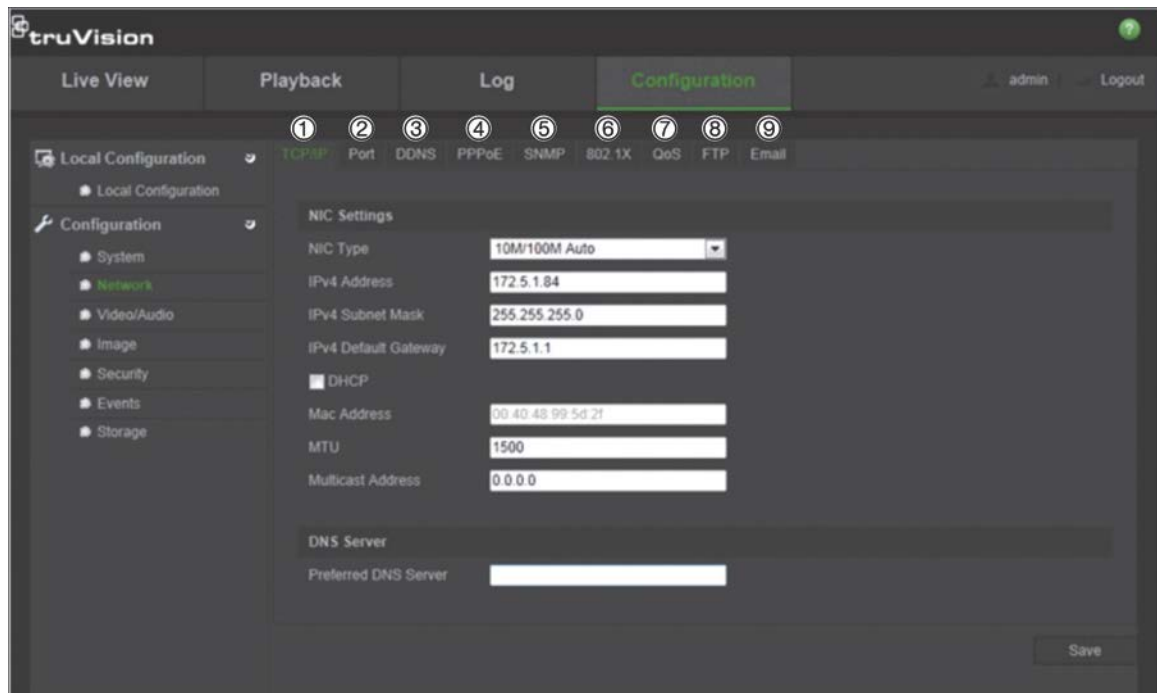 truVision
?
Live View Playback Log Configuration admin Logout
① ② ③ ④ ⑤ ⑥ ⑦ ⑧ ⑨
TCP/IP Port DDNS PPPoE SNMP 802.1X QoS FTP Email
Local Configuration
Local Configuration
Configuration
System
Network
Video/Audio
Image
Security
Events
Storage
NIC Settings
NIC Type 10M/100M Auto
IPv4 Address 172.5.1.84
IPv4 Subnet Mask 255.255.255.0
IPv4 Default Gateway 172.5.1.1
DHCP
Mac Address 00:40:48:99:5d:2f
MTU 1500
Multicast Address 0.0.0.0
DNS Server
Preferred DNS Server
Save